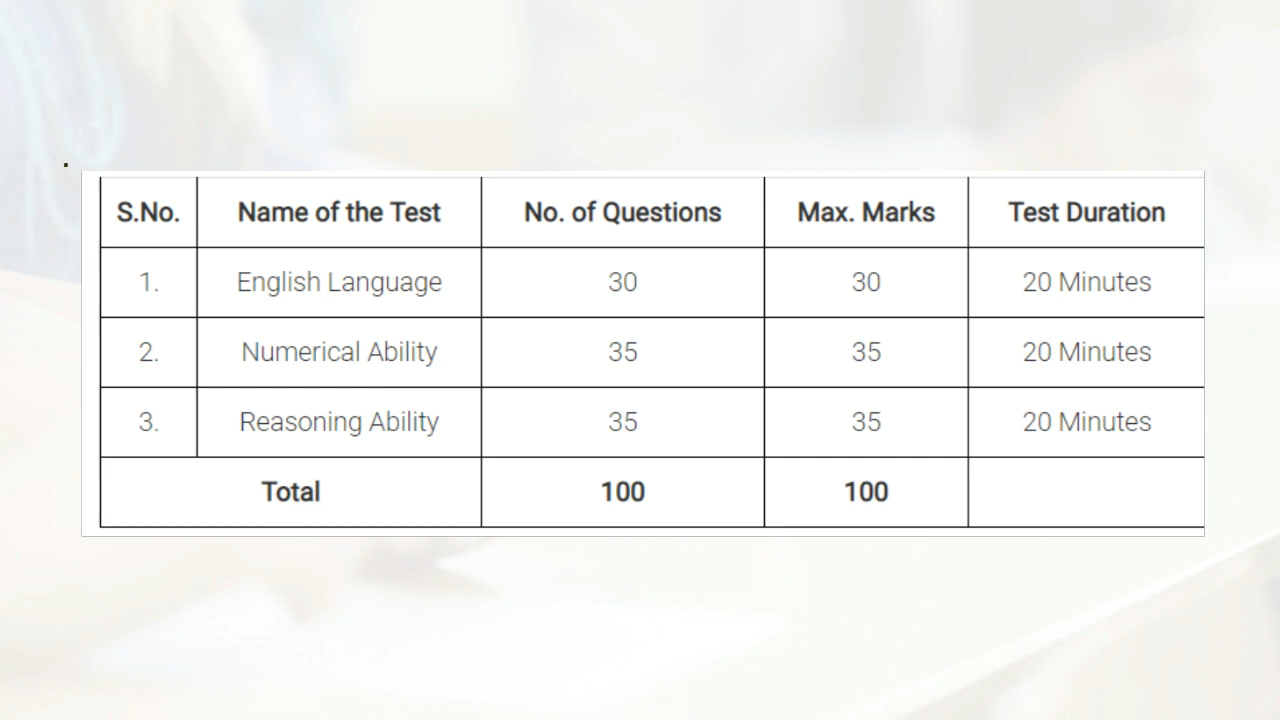 S.No. Name of the Test No. of Questions Max. Marks Test Duration
1. English Language 30 30 20 Minutes
2. Numerical Ability 35 35 20 Minutes
3. Reasoning Ability 35 35 20 Minutes
Total 100 100